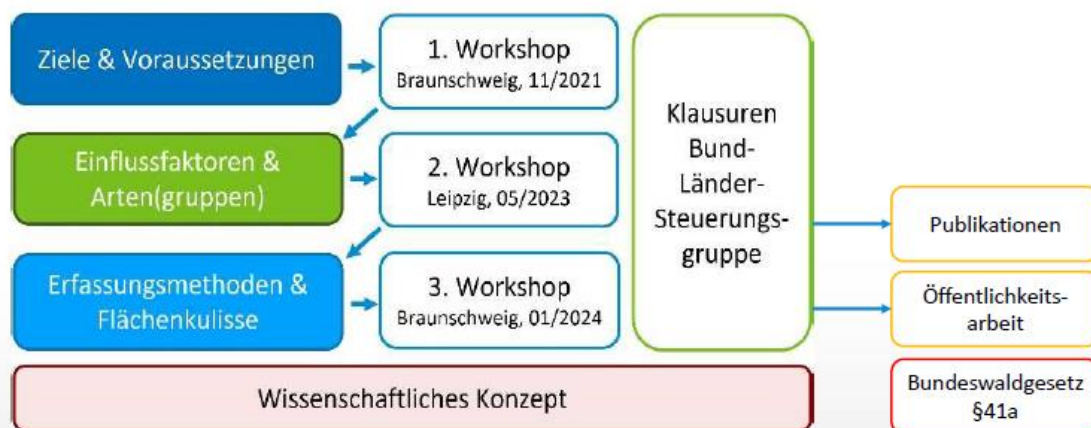 Ziele & Voraussetzungen
1. Workshop
Braunschweig, 11/2021
Einflussfaktoren &
Arten(gruppen)
2. Workshop
Leipzig, 05/2023
Erfassungsmethoden &
Flächenkulisse
3. Workshop
Braunschweig, 01/2024
Klausuren
Bund-
Länder-
Steuerungs-
gruppe
Publikationen
Öffentlichkeits-
arbeit
Wissenschaftliches Konzept
Bundeswaldgesetz
§41a